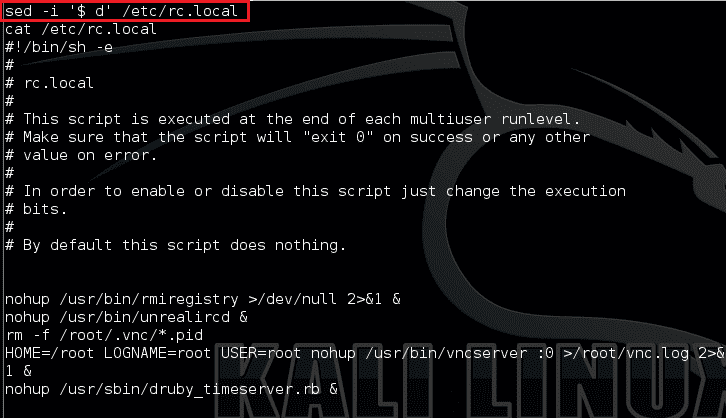 sed -i '$ d' /etc/rc.local
cat /etc/rc.local
#!/bin/sh -e
#
# rc.local
#
# This script is executed at the end of each multiuser runlevel.
# Make sure that the script will "exit 0" on success or any other
# value on error.
#
# In order to enable or disable this script just change the execution
# bits.
#
# By default this script does nothing.
nohup /usr/bin/rmiregistry >/dev/null 2>&1 &
nohup /usr/bin/unrealircd &
rm -f /root/.vnc/*.pid
HOME=/root LOGNAME=root USER=root nohup /usr/bin/vncserver :0 >/root/vnc.log 2>&
1 &
nohup /usr/sbin/druby_timeserver.rb &
KALI LINUX